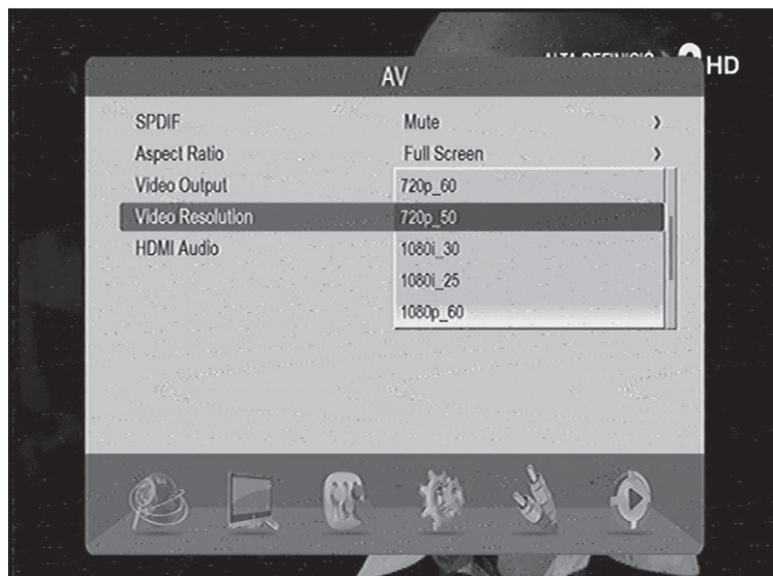 HD
AV
SPDIF Mute
Aspect Ratio Full Screen
Video Output 720p_60
Video Resolution 720p_50
HDMI Audio 1080i_30
1080i_25
1080p_60